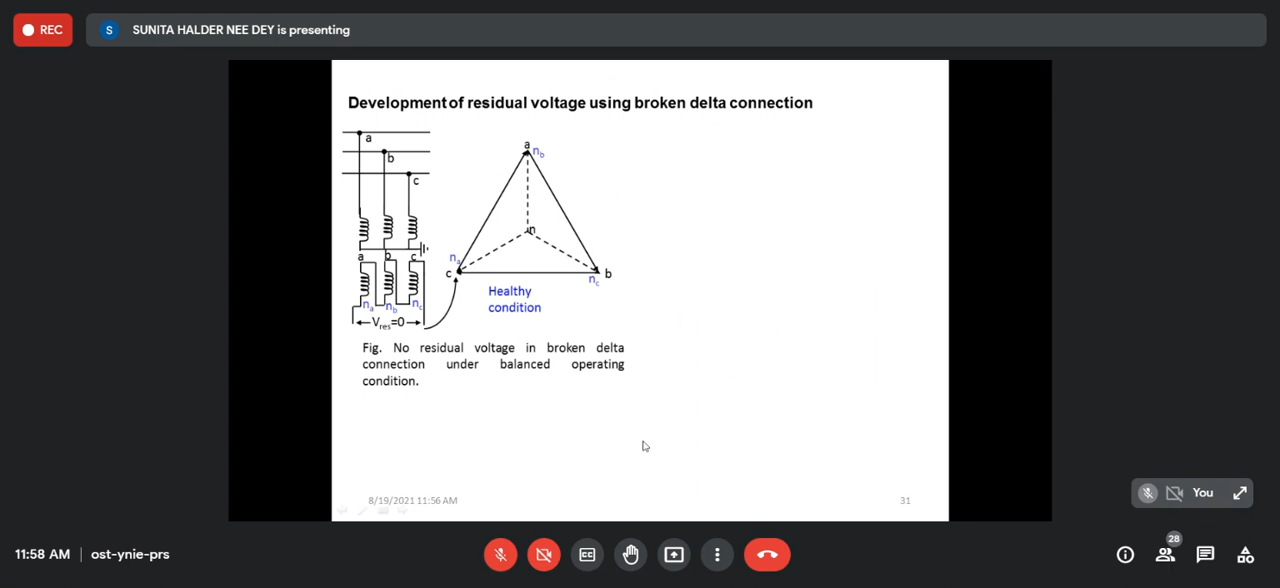 REC
S SUNITA HALDER NEE DEY is presenting
Development of residual voltage using broken delta connection
a
b
c
a b c
na nb nc
Vres=0
a nb
n
na
c
b
nc
Healthy
condition
Fig. No residual voltage in broken delta
connection under balanced operating
condition.
8/19/2021 11:56 AM 31
You
11:58 AM | ost-ynie-prs
CC
28